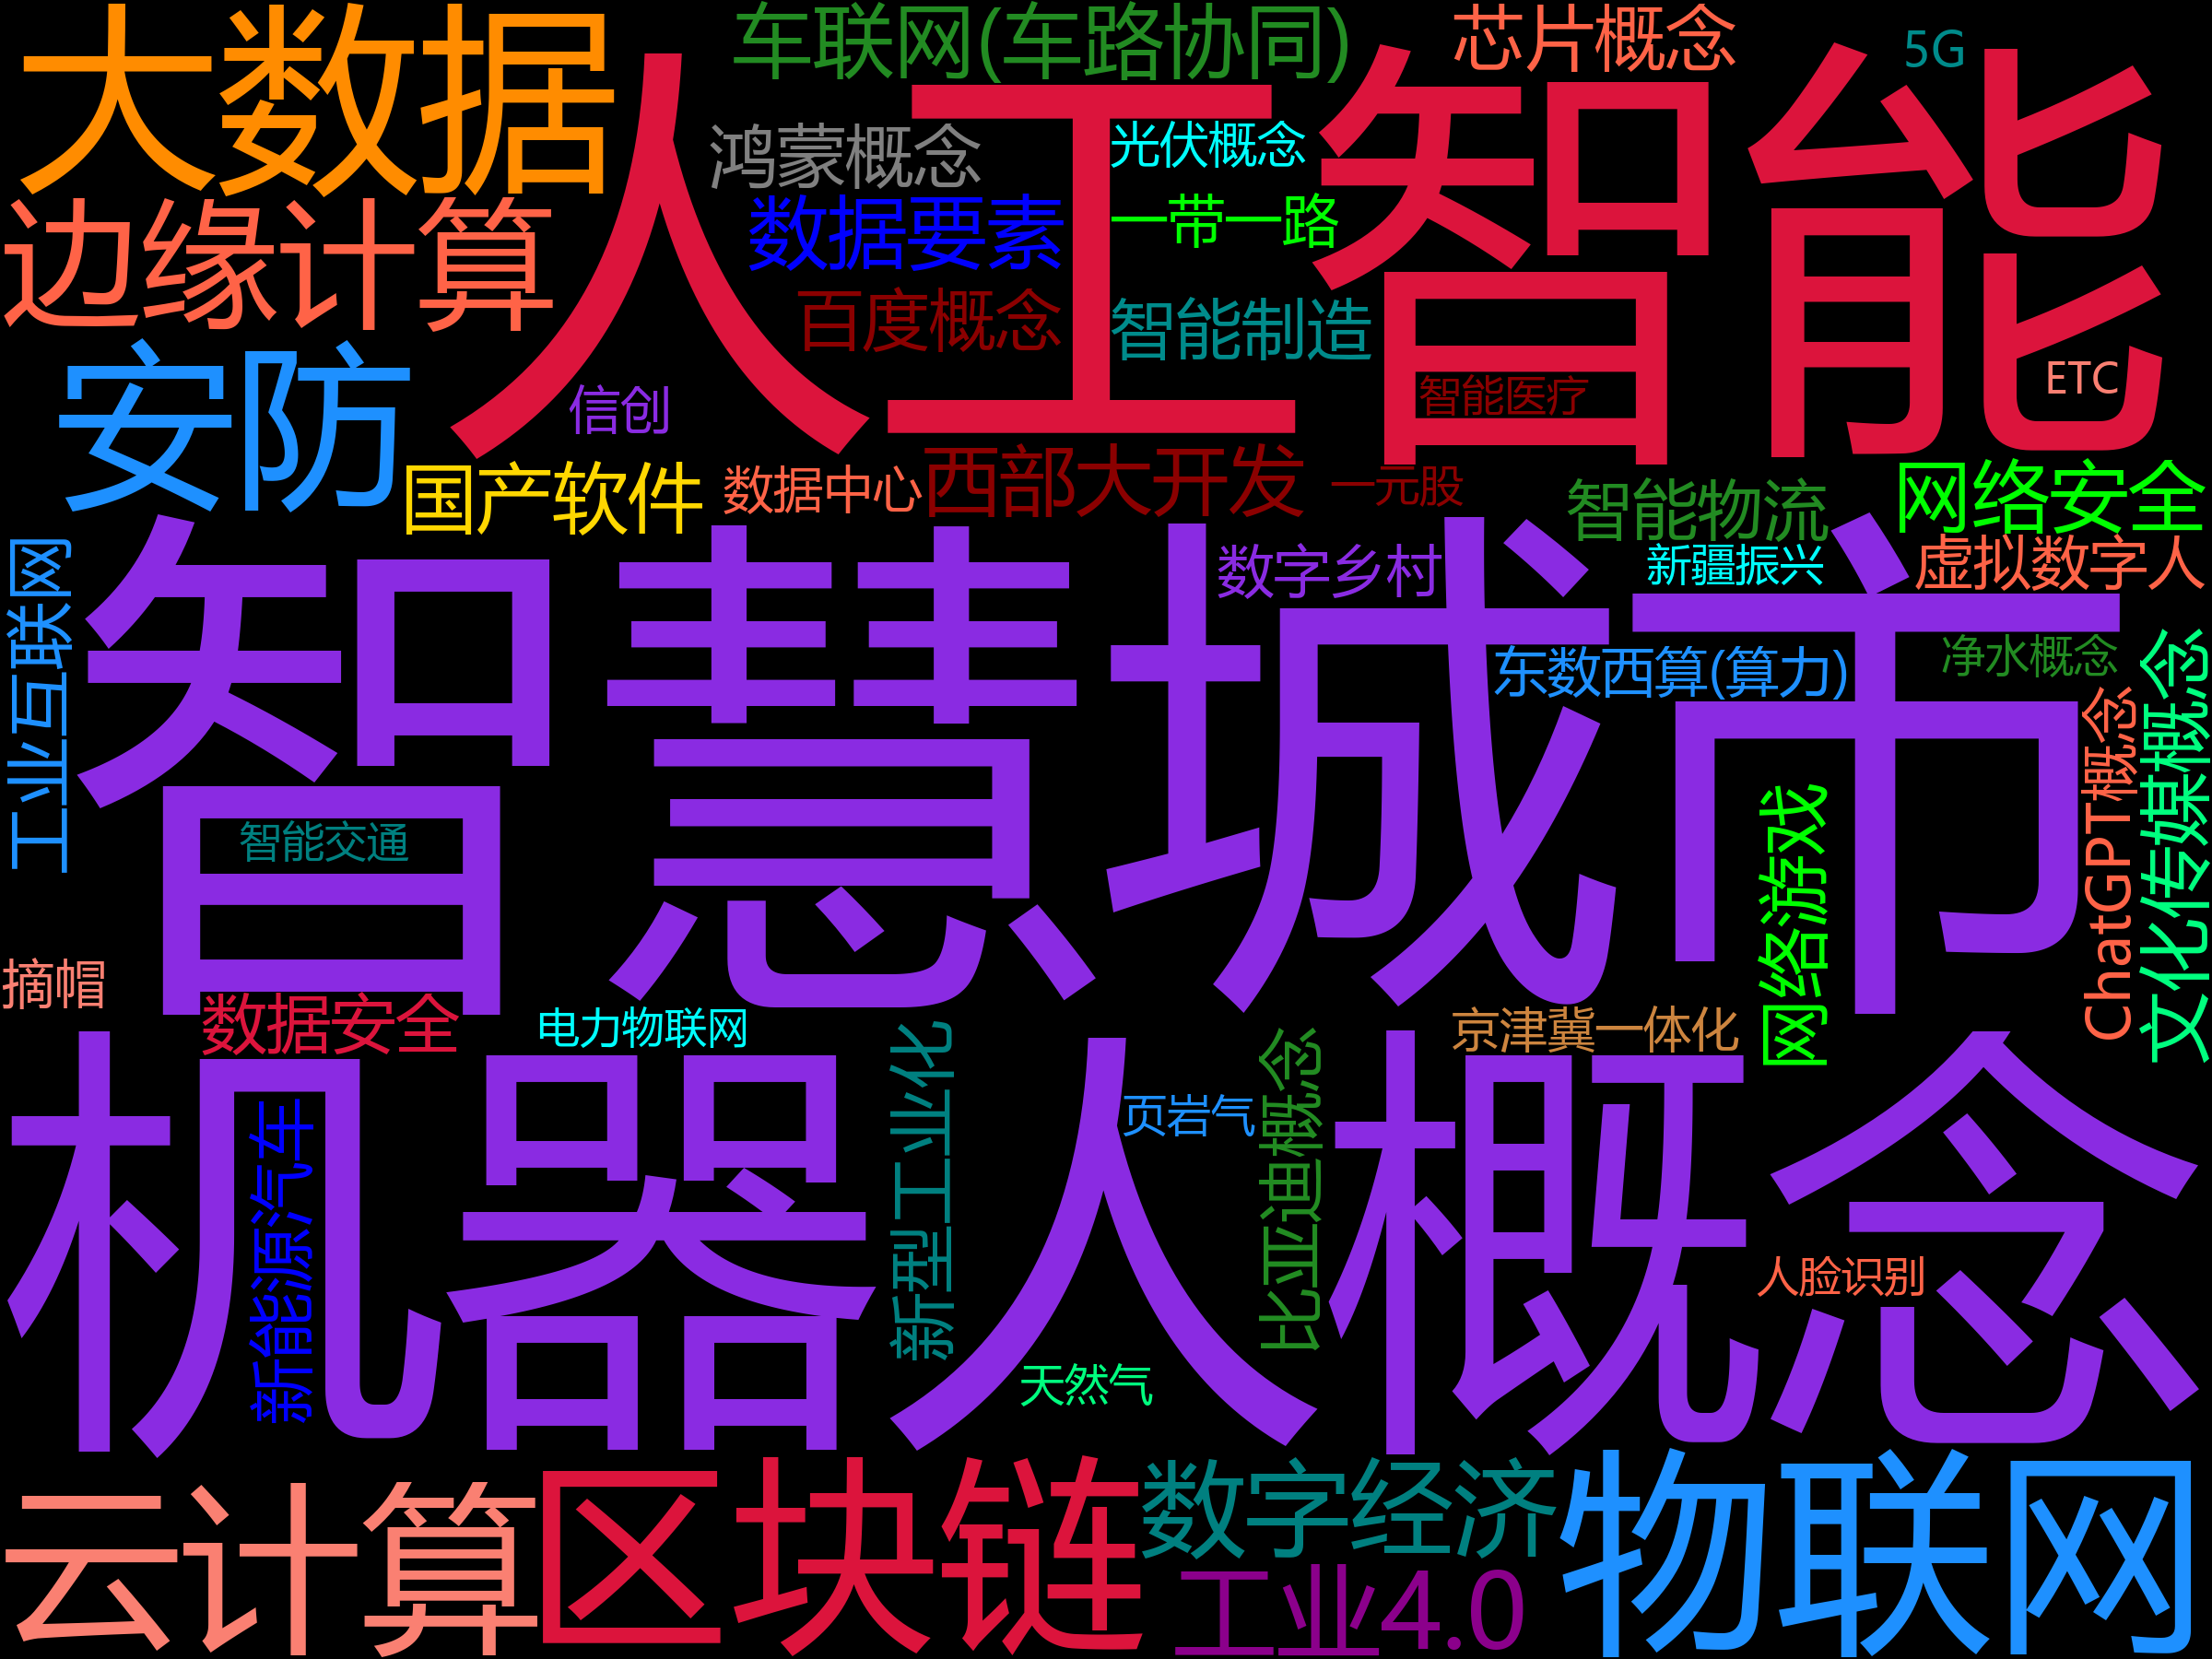 大数据
车联网(车路协同)
芯片概念
5G
人工智能
鸿蒙概念
光伏概念
边缘计算
数据要素
一带一路
百度概念
智能制造
安防
信创
智能医疗
ETC
国产软件
数据中心
西部大开发
一元股
智能物流
网络安全
工业互联网
智慧城市
数字乡村
新疆振兴
虚拟数字人
东数西算(算力)
净水概念
文化传媒概念
ChatGPT概念
网络游戏
智能交通
摘帽
数据安全
电力物联网
京津冀一体化
机器人概念
新能源汽车
新型工业化
页岩气
比亚迪概念
人脸识别
天然气
云计算
区块链
数字经济
工业4.0
物联网